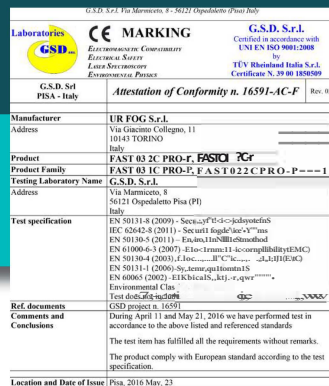 G.S.D. S.r.l. Via Marmiceto, 8 - 56121 Ospedaletto (Pisa) Italy
Laboratories
GSD
CE MARKING
ELECTROMAGNETIC COMPATIBILITY
ELECTRICAL SAFETY
LASER SPECTROSCOPY
ENVIRONMENTAL PHYSICS
G.S.D. S.r.l.
Certified in accordance with
UNI EN ISO 9001:2008
by
TÜV Rheinland Italia S.r.l.
Certificate N. 39 00 1850509
G.S.D. Srl
PISA - Italy
Attestation of Conformity n. 16591-AC-F
Rev. 0
Manufacturer UR FOG S.r.l.
Address Via Giacinto Collegno, 11
10143 TORINO
Italy
Product FAST 03 2C PRO-r, FASTOI ?C-r
Product Family FAST 03 1C PRO-P, FAST022CPRO-P---1
Testing Laboratory Name G.S.D. S.r.l.
Address Via Marmiceto, 8
56121 Ospedaletto Pisa (PI)
Italy
Test specification EN 50131-8 (2009) -
IEC 62642-8 (2011) -
EN 50130-5 (2011) –
EN 61000-6-3 (2007)
EN 50130-4 (2003)
EN 50131-1 (2006)
EN 60065 (2002)
Environmental Clas
Test does
Ref. documents GSD project n. 16591
Comments and Conclusions During April 11 and May 21, 2016 we have performed test in
accordance to the above listed and referenced standards
The test item has fulfilled all the requirements without remarks.
The product comply with European standard according to the test
specification.
Location and Date of Issue Pisa, 2016 May, 23